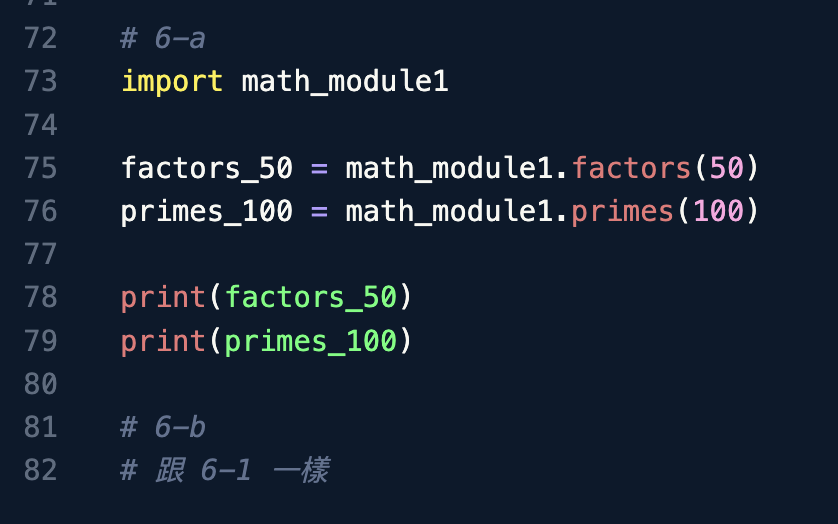 71
72 # 6-a
73 import math_module1
74
75 factors_50 = math_module1.factors(50)
76 primes_100 = math_module1.primes(100)
77
78 print(factors_50)
79 print(primes_100)
80
81 # 6-b
82 # 跟 6-1 一樣